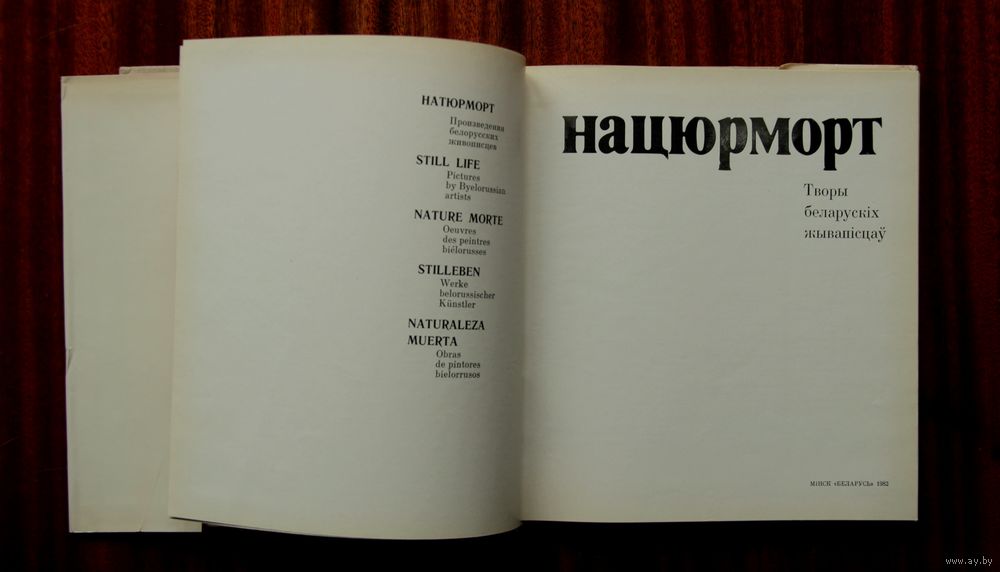 НАТЮРМОРТ
Произведения
белорусских
живописцев
STILL LIFE
Pictures
by Byelorussian
artists
NATURE MORTE
Oeuvres
des peintres
biélorusses
STILLEBEN
Werke
belorussischer
Künstler
NATURALEZA
MUERTA
Obras
de pintores
bielorrusos
нацюрморт
Творы
беларускіх
жывапісцаў
МІНСК «БЕЛАРУСЬ» 1982
www.ay.by